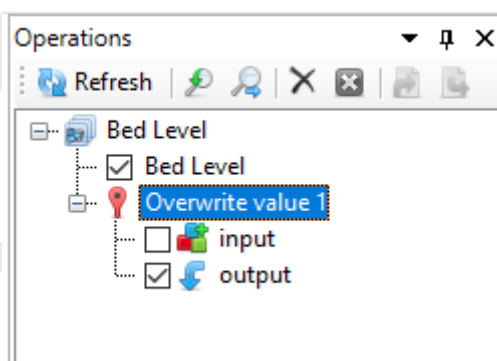 Operations
Refresh
Bed Level
Bed Level
Overwrite value 1
input
output